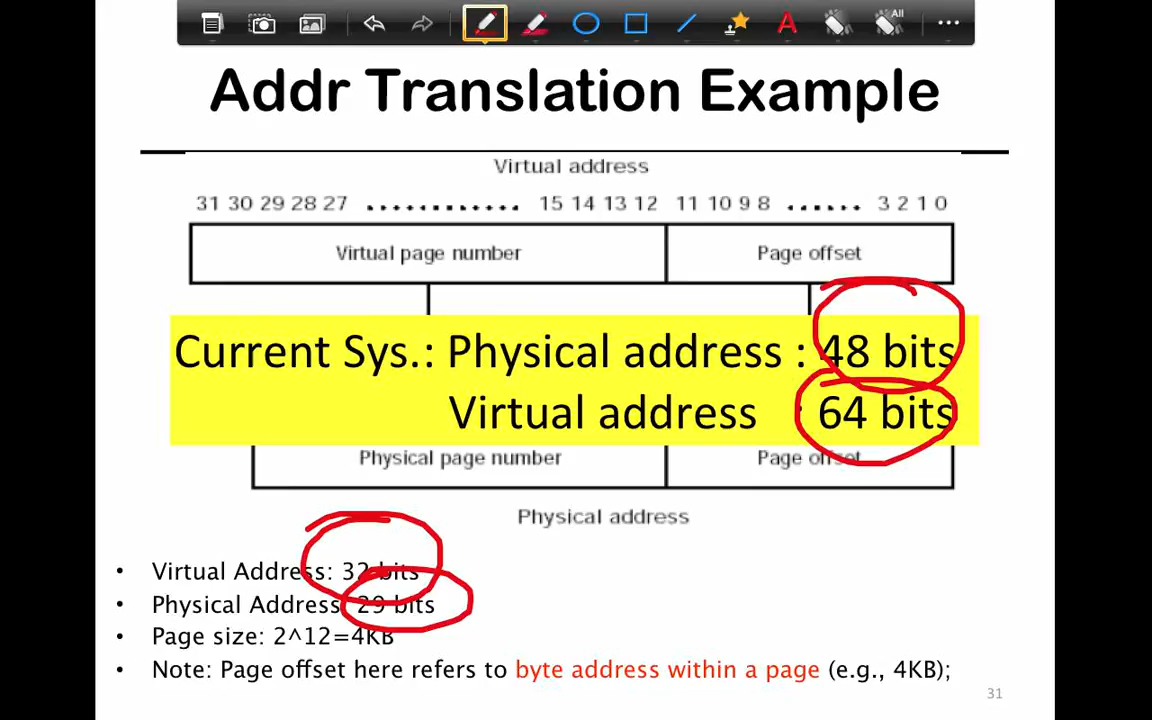 All
A
Addr Translation Example
Virtual address
31 30 29 28 27 ............ 15 14 13 12 11 10 9 8 ...... 3 2 1 0
Virtual page number Page offset
Current Sys.: Physical address : 48 bits
Virtual address : 64 bits
Physical page number Page offset
Physical address
• Virtual Address: 32 bits
• Physical Address: 29 bits
• Page size: 2^12=4KB
• Note: Page offset here refers to byte address within a page (e.g., 4KB);
31